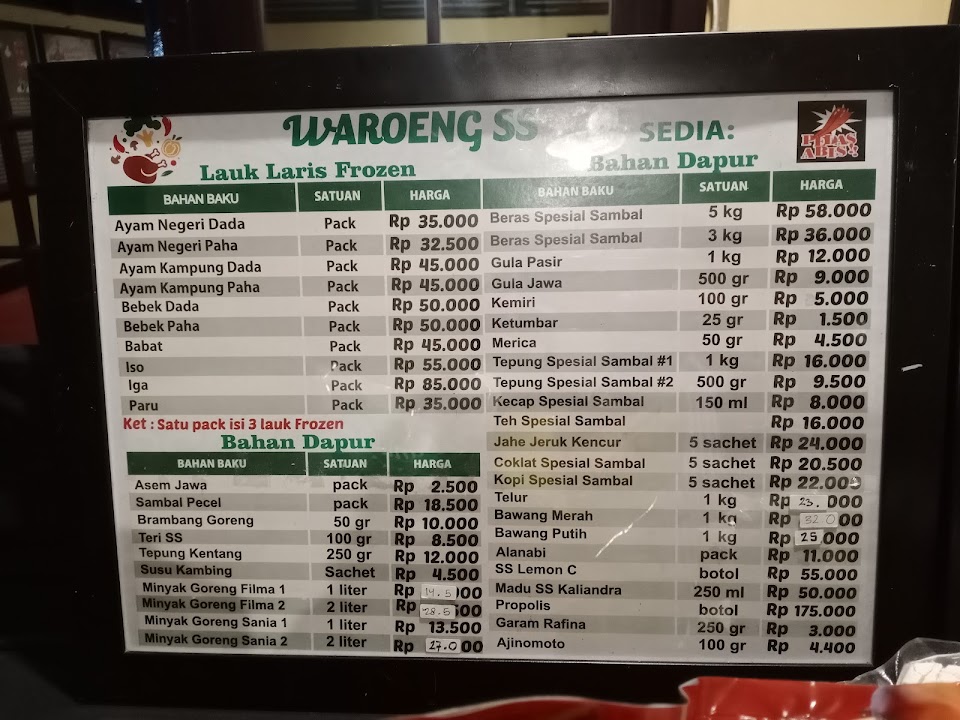 WAROENG SS SEDIA:
PEDAS ABIS!!
Lauk Laris Frozen
BAHAN BAKU SATUAN HARGA
Ayam Negeri Dada Pack Rp 35.000
Ayam Negeri Paha Pack Rp 32.500
Ayam Kampung Dada Pack Rp 45.000
Ayam Kampung Paha Pack Rp 45.000
Bebek Dada Pack Rp 50.000
Bebek Paha Pack Rp 50.000
Babat Pack Rp 45.000
Iso Pack Rp 55.000
Iga Pack Rp 85.000
Paru Pack Rp 35.000
Ket : Satu pack isi 3 lauk Frozen
Bahan Dapur
BAHAN BAKU SATUAN HARGA
Asem Jawa pack Rp 2.500
Sambal Pecel pack Rp 18.500
Brambang Goreng 50 gr Rp 10.000
Teri SS 100 gr Rp 8.500
Tepung Kentang 250 gr Rp 12.000
Susu Kambing Sachet Rp 4.500
Minyak Goreng Filma 1 1 liter Rp 14.500
Minyak Goreng Filma 2 2 liter Rp 28.500
Minyak Goreng Sania 1 1 liter Rp 13.500
Minyak Goreng Sania 2 2 liter Rp 27.000
Bahan Dapur
BAHAN BAKU SATUAN HARGA
Beras Spesial Sambal 5 kg Rp 58.000
Beras Spesial Sambal 3 kg Rp 36.000
Gula Pasir 1 kg Rp 12.000
Gula Jawa 500 gr Rp 9.000
Kemiri 100 gr Rp 5.000
Ketumbar 25 gr Rp 1.500
Merica 50 gr Rp 4.500
Tepung Spesial Sambal #1 1 kg Rp 16.000
Tepung Spesial Sambal #2 500 gr Rp 9.500
Kecap Spesial Sambal 150 ml Rp 8.000
Teh Spesial Sambal Rp 16.000
Jahe Jeruk Kencur 5 sachet Rp 24.000
Coklat Spesial Sambal 5 sachet Rp 20.500
Kopi Spesial Sambal 5 sachet Rp 22.000
Telur 1 kg Rp 23.000
Bawang Merah 1 kg Rp 32.000
Bawang Putih 1 kg Rp 25.000
Alanabi pack Rp 11.000
SS Lemon C botol Rp 55.000
Madu SS Kaliandra 250 ml Rp 50.000
Propolis botol Rp 175.000
Garam Rafina 250 gr Rp 3.000
Ajinomoto 100 gr Rp 4.400